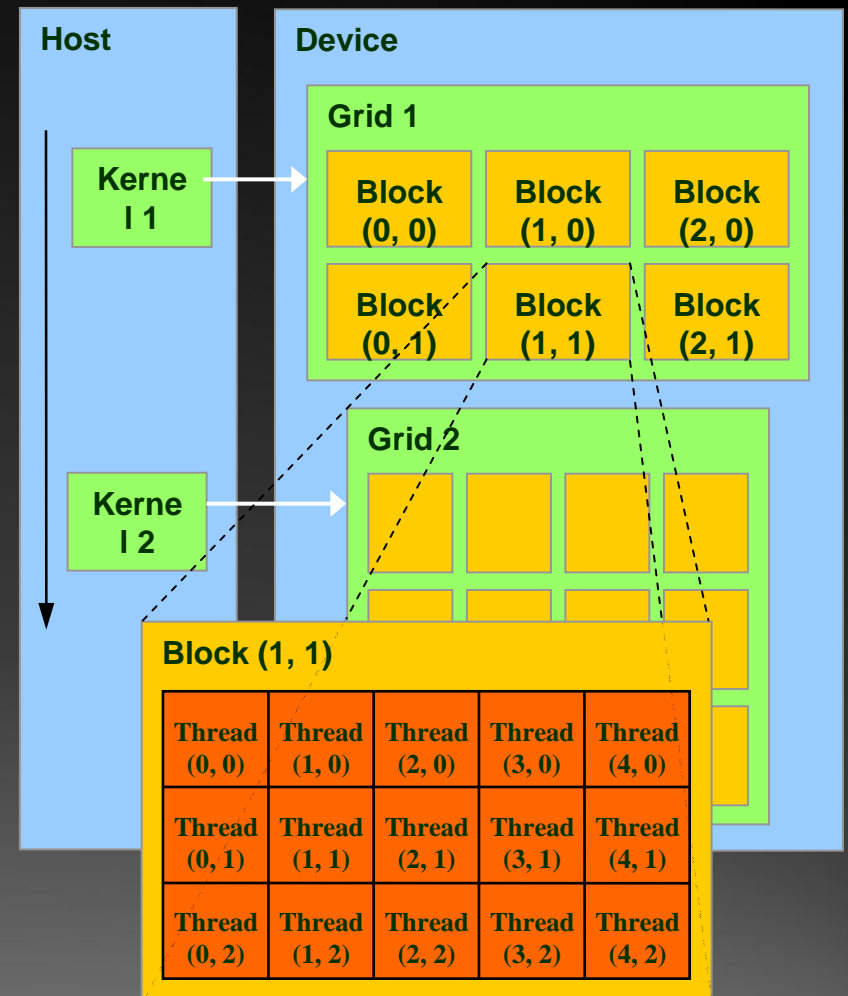 Host
Device
Grid 1
Kerne
l 1
Block
(0, 0)
Block
(1, 0)
Block
(2, 0)
Block
(0, 1)
Block
(1, 1)
Block
(2, 1)
Grid 2
Kerne
l 2
Block (1, 1)
Thread
(0, 0)
Thread
(1, 0)
Thread
(2, 0)
Thread
(3, 0)
Thread
(4, 0)
Thread
(0, 1)
Thread
(1, 1)
Thread
(2, 1)
Thread
(3, 1)
Thread
(4, 1)
Thread
(0, 2)
Thread
(1, 2)
Thread
(2, 2)
Thread
(3, 2)
Thread
(4, 2)